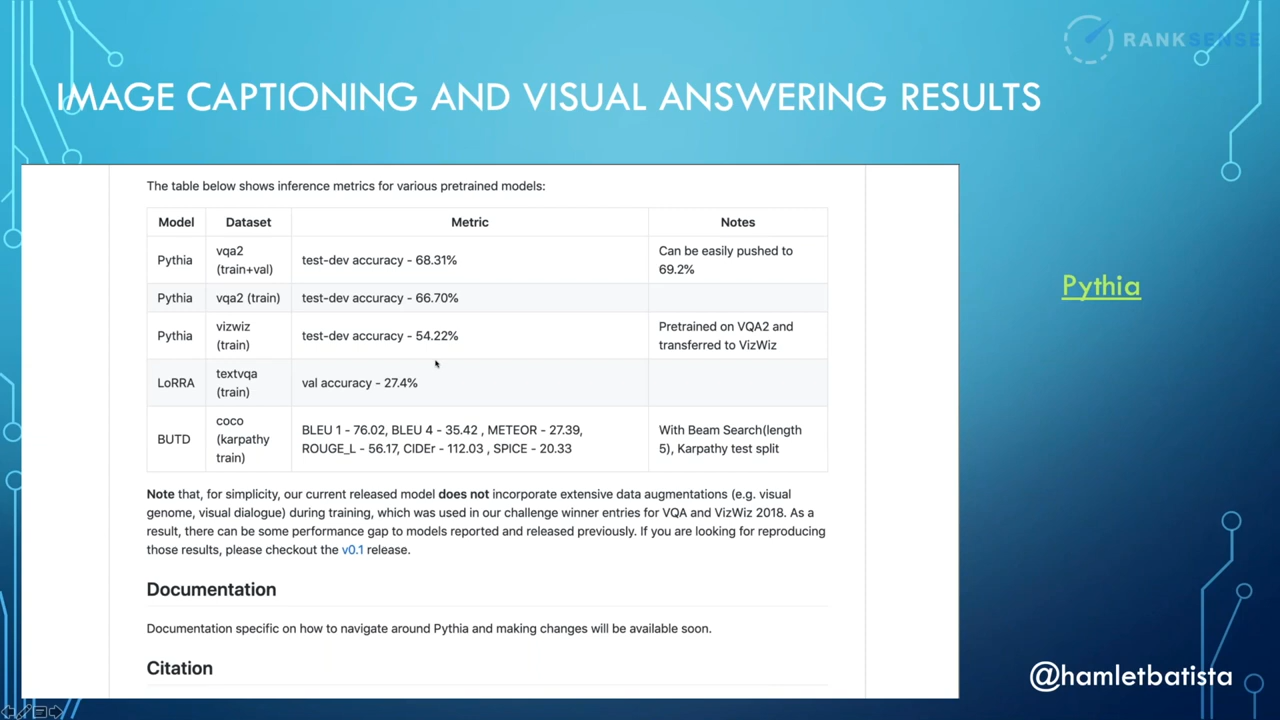 RANKSENSE
IMAGE CAPTIONING AND VISUAL ANSWERING RESULTS
The table below shows inference metrics for various pretrained models:
Model Dataset Metric Notes
Pythia vqa2 (train+val) test-dev accuracy - 68.31% Can be easily pushed to 69.2%
Pythia vqa2 (train) test-dev accuracy - 66.70%
Pythia vizwiz (train) test-dev accuracy - 54.22% Pretrained on VQA2 and transferred to VizWiz
LoRRA textvqa (train) val accuracy - 27.4%
BUTD coco (karpathy train) BLEU 1 - 76.02, BLEU 4 - 35.42 , METEOR - 27.39, ROUGE_L - 56.17, CIDEr - 112.03 , SPICE - 20.33 With Beam Search(length 5), Karpathy test split
Note that, for simplicity, our current released model does not incorporate extensive data augmentations (e.g. visual
genome, visual dialogue) during training, which was used in our challenge winner entries for VQA and VizWiz 2018. As a
result, there can be some performance gap to models reported and released previously. If you are looking for reproducing
those results, please checkout the v0.1 release.
Documentation
Documentation specific on how to navigate around Pythia and making changes will be available soon.
Citation
Pythia
@hamletbatista